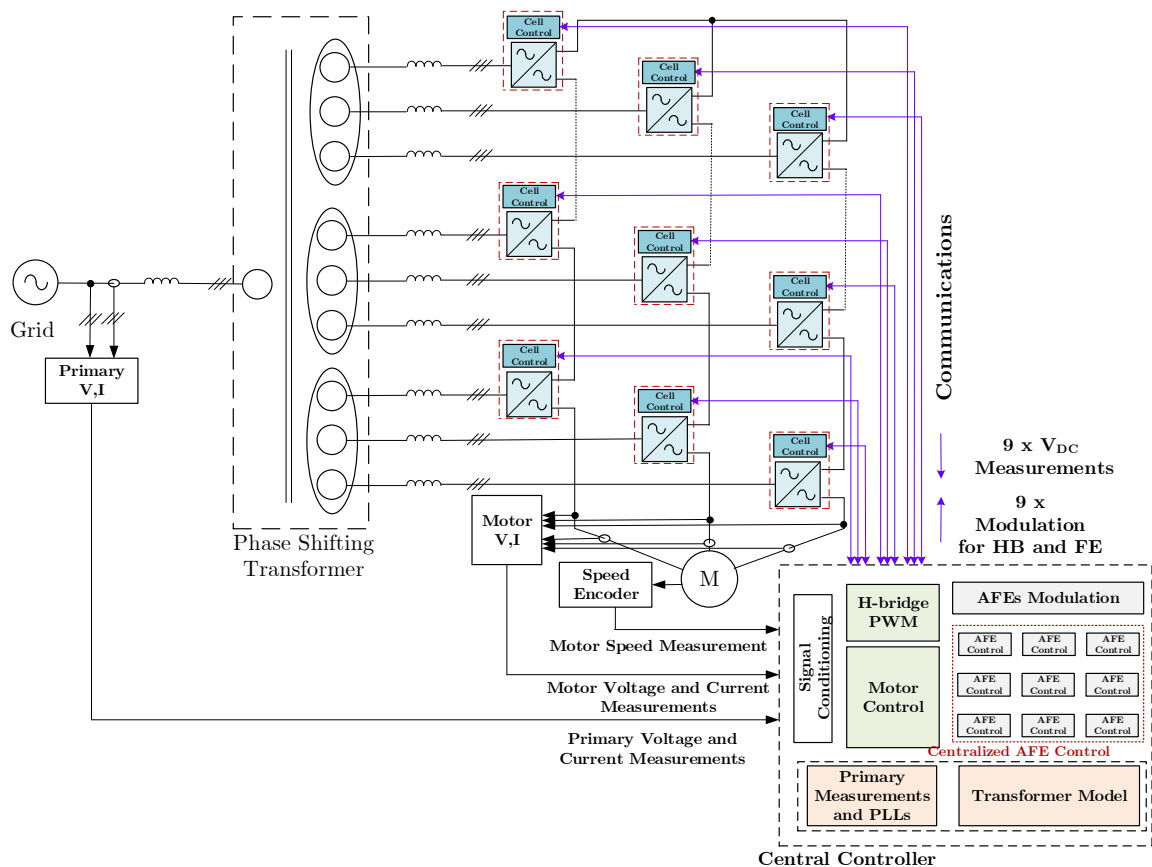 Cell
Control
Cell
Control
Cell
Control
Cell
Control
Cell
Control
Cell
Control
Cell
Control
Cell
Control
Cell
Control
Grid
Primary
V,I
Phase Shifting
Transformer
Motor
V,I
Speed
Encoder
M
Communications
9 x VDC
Measurements
9 x
Modulation
for HB and FE
Motor Speed Measurement
Motor Voltage and Current
Measurements
Primary Voltage and
Current Measurements
Signal
Conditioning
H-bridge
PWM
Motor
Control
AFEs Modulation
AFE
Control
AFE
Control
AFE
Control
AFE
Control
AFE
Control
AFE
Control
AFE
Control
AFE
Control
AFE
Control
Centralized AFE Control
Primary
Measurements
and PLLs
Transformer Model
Central Controller